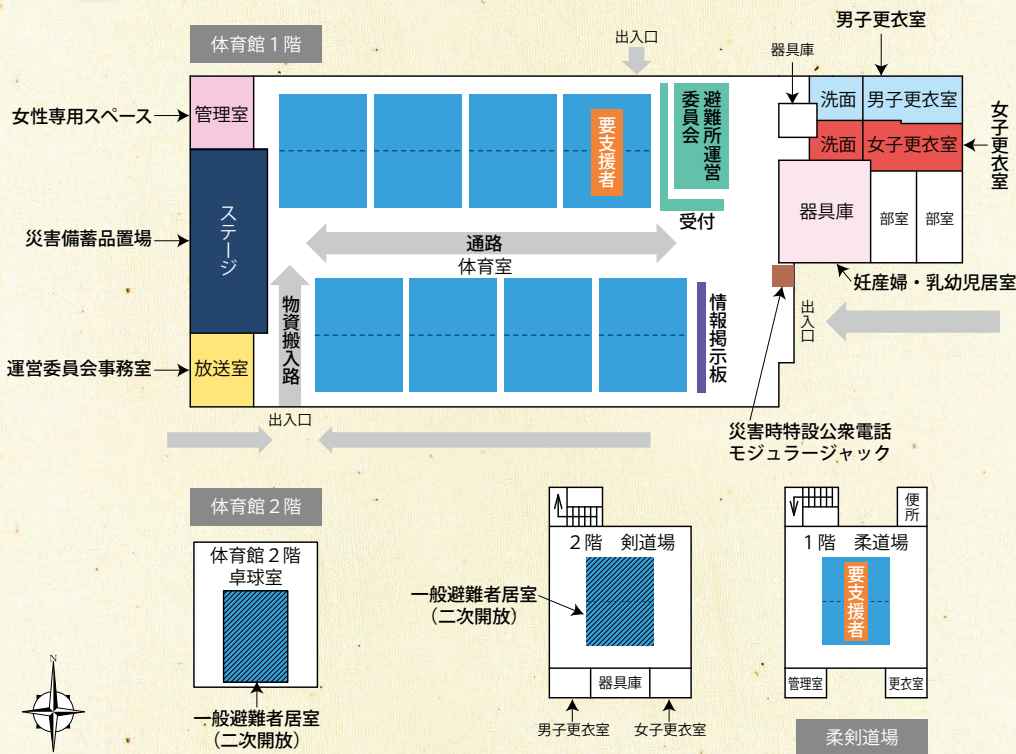 体育館1階
出入口
器具庫
男子更衣室
女性専用スペース
管理室
要支援者
避難所運営
委員会
受付
洗面
男子更衣室
洗面
女子更衣室
女子更衣室
災害備蓄品置場
ステージ
通路
体育室
器具庫
部室
部室
妊産婦・乳幼児居室
物資搬入路
情報掲示板
出入口
運営委員会事務室
放送室
出入口
災害時特設公衆電話
モジュラージャック
体育館2階
体育館2階
卓球室
一般避難者居室
(二次開放)
2階 剣道場
一般避難者居室
(二次開放)
器具庫
男子更衣室
女子更衣室
便所
1階 柔道場
要支援者
管理室
更衣室
柔剣道場
N